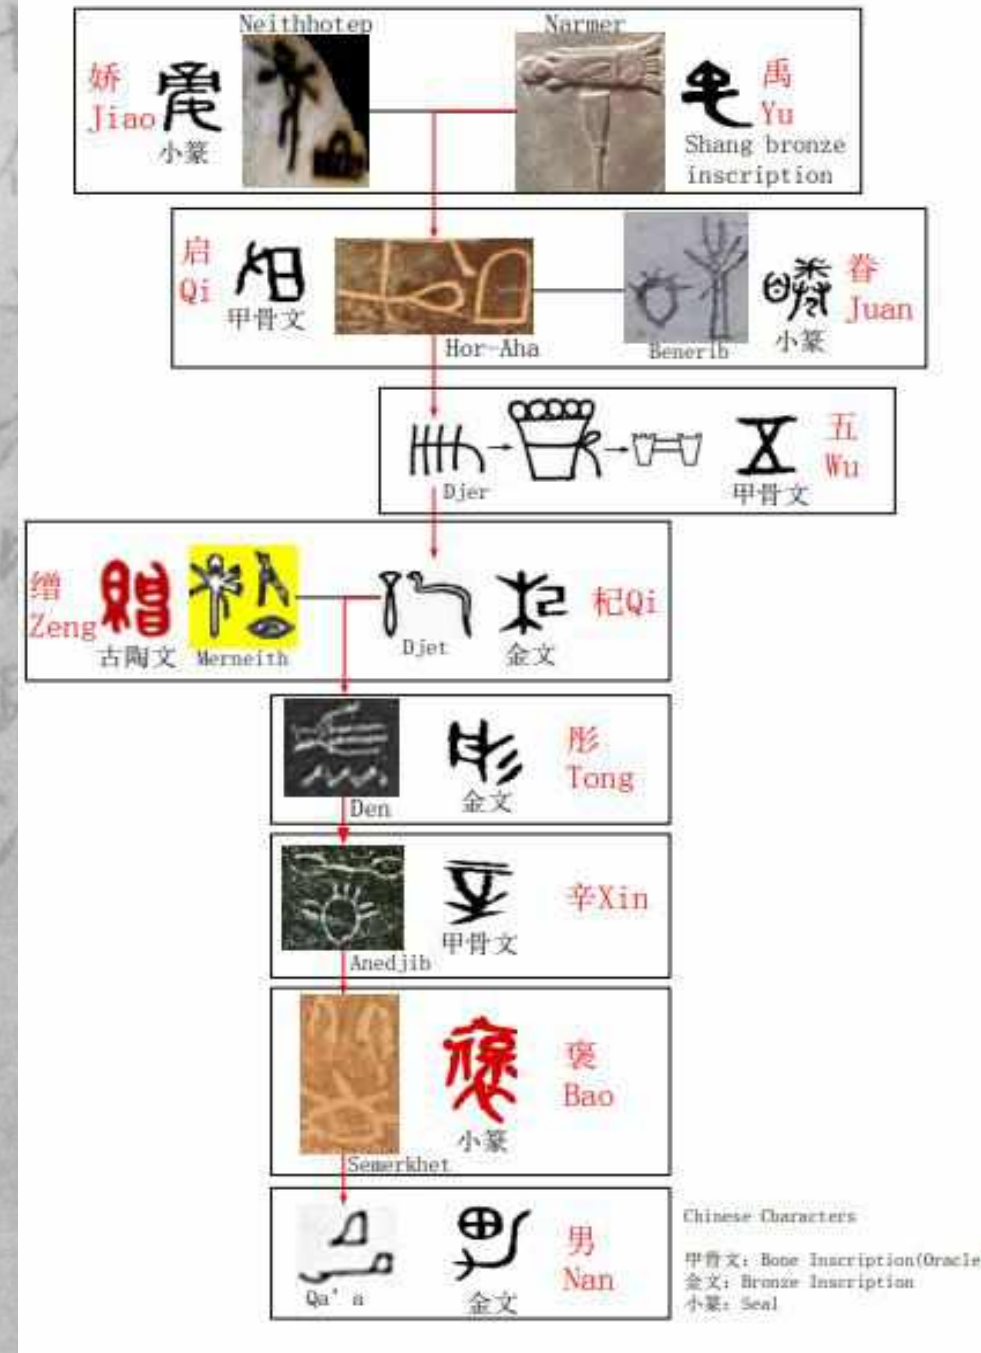 Neithhotep
Narmer
娇
Jiao
小篆
禹
Yu
Shang bronze
inscription
启
Qi
甲骨文
Hor-Aha
Benerib
小篆
眷
Juan
Djer
甲骨文
五
Wu
缯
Zeng
古陶文
Merneith
Djet
金文
杞Qi
Den
金文
彤
Tong
Anedjib
甲骨文
辛Xin
Semerkhet
小篆
褒
Bao
Qa'a
金文
男
Nan
Chinese Characters
甲骨文: Bone Inscription(Oracle
金文: Bronze Inscription
小篆: Seal